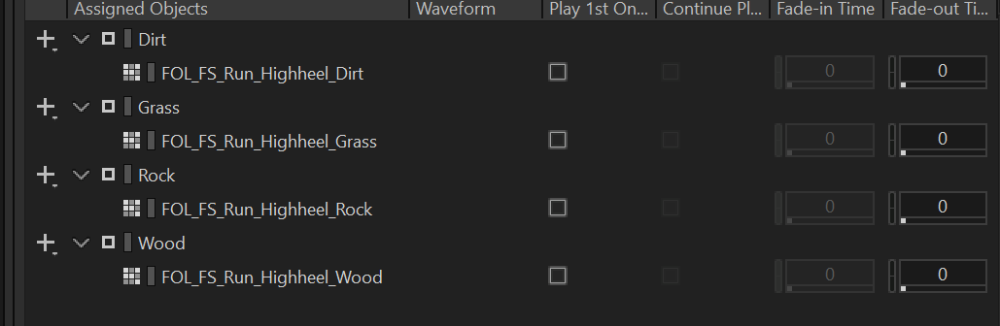 Assigned Objects Waveform Play 1st On... Continue Pl... Fade-in Time Fade-out Ti...
Dirt
FOL_FS_Run_Highheel_Dirt 0 0
Grass
FOL_FS_Run_Highheel_Grass 0 0
Rock
FOL_FS_Run_Highheel_Rock 0 0
Wood
FOL_FS_Run_Highheel_Wood 0 0